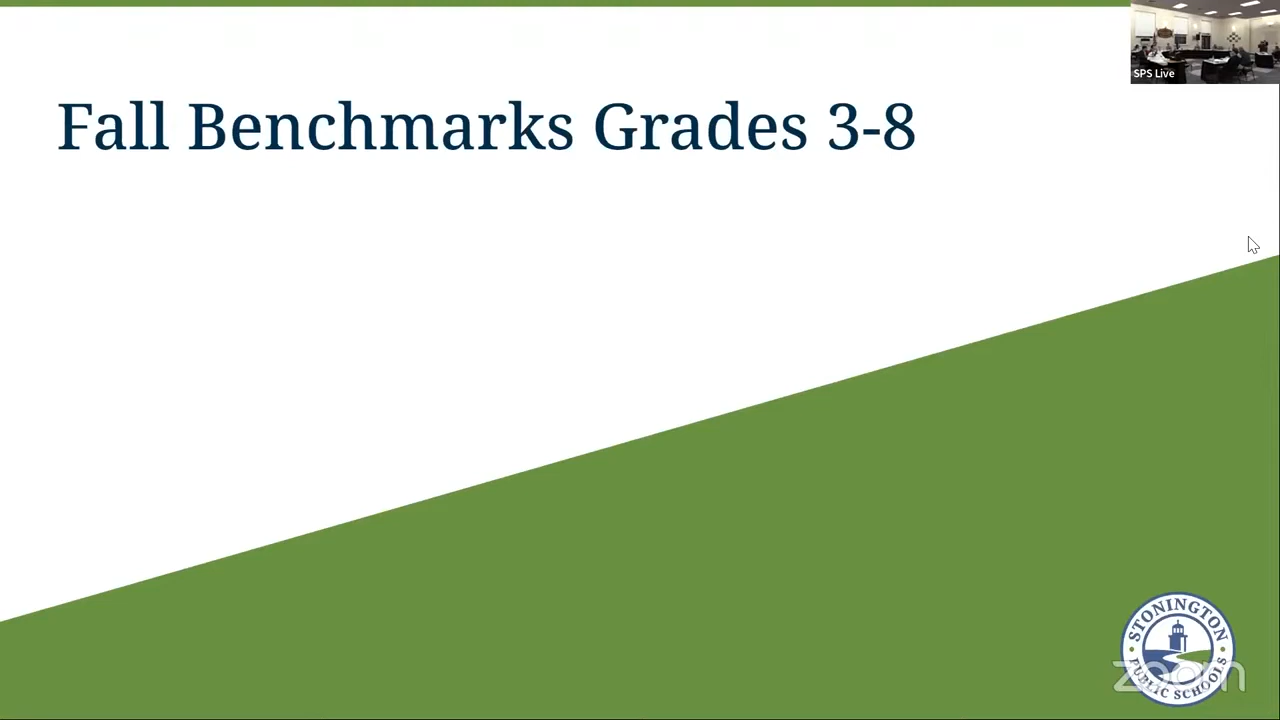 SPS Live
Fall Benchmarks Grades 3-8
STONINGTON
PUBLIC SCHOOLS
zoom